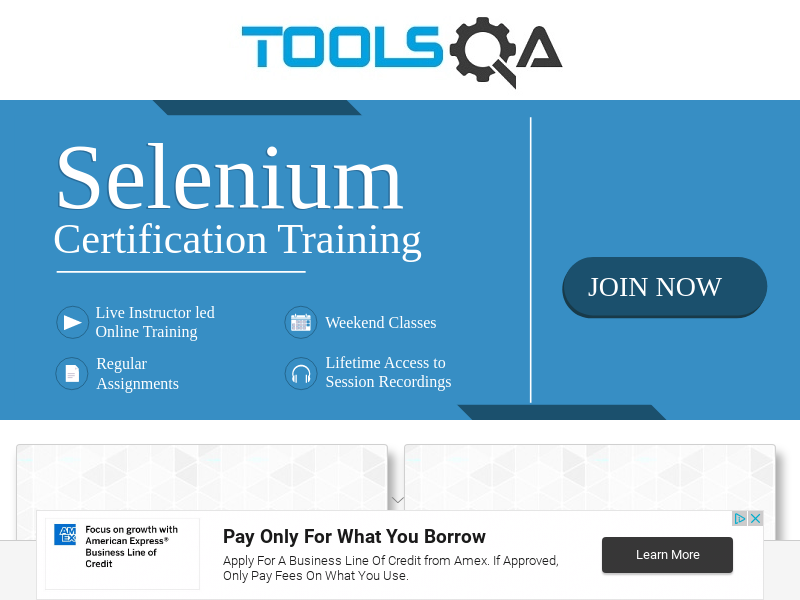 TOOLSQA
Selenium
Certification Training
Live Instructor led
Online Training
Weekend Classes
Regular
Assignments
Lifetime Access to
Session Recordings
JOIN NOW
AM
EX
Focus on growth with
American Express®
Business Line of
Credit
Pay Only For What You Borrow
Apply For A Business Line Of Credit from Amex. If Approved,
Only Pay Fees On What You Use.
Learn More